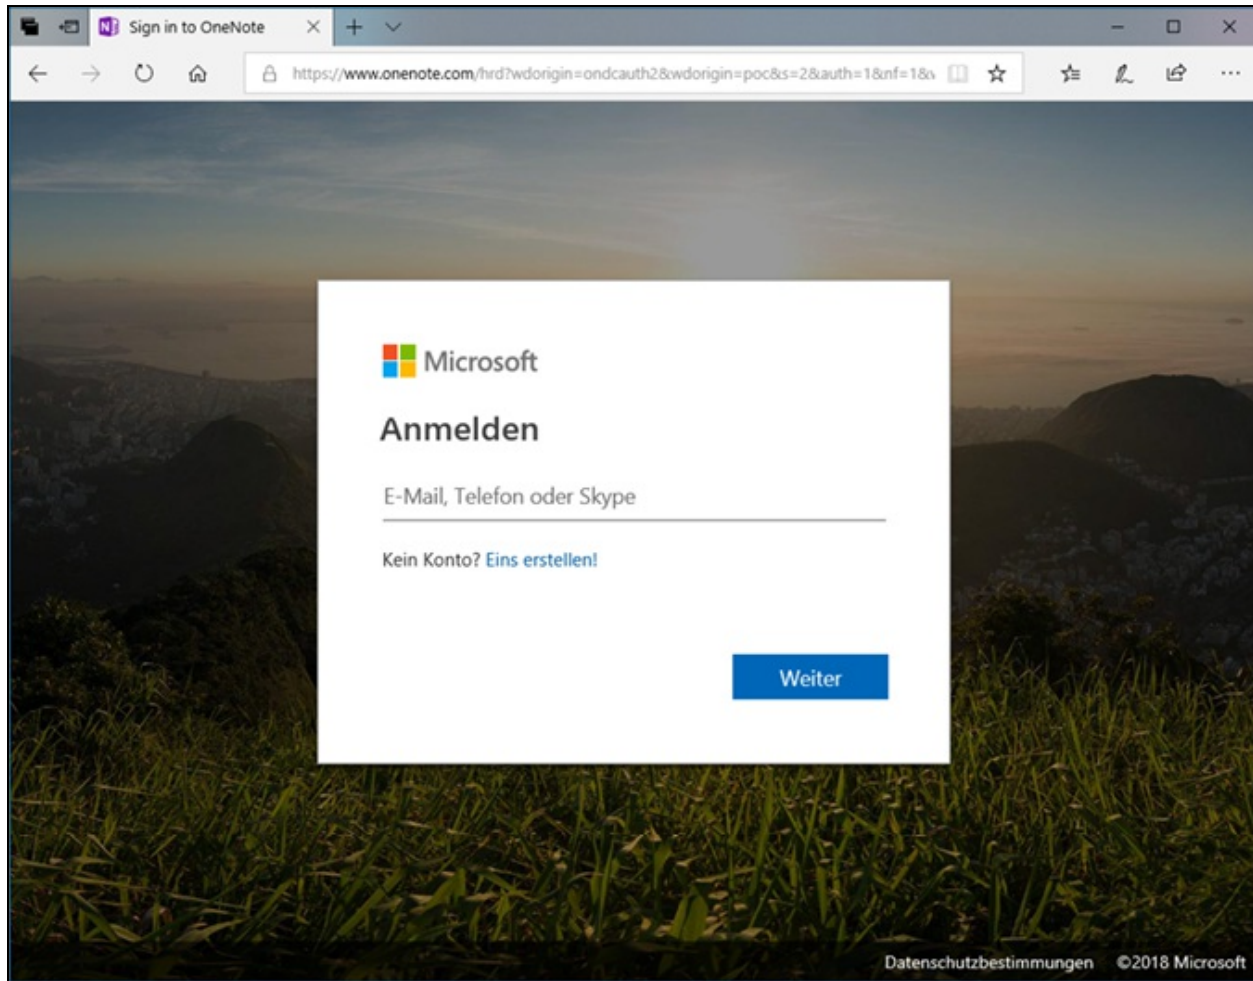 Sign in to OneNote
https://www.onenote.com/hrd?wdorigin=ondcauth2&wdorigin=poc&s=2&auth=1&nf=1&
Microsoft
Anmelden
E-Mail, Telefon oder Skype
Kein Konto? Eins erstellen!
Weiter
Datenschutzbestimmungen ©2018 Microsoft